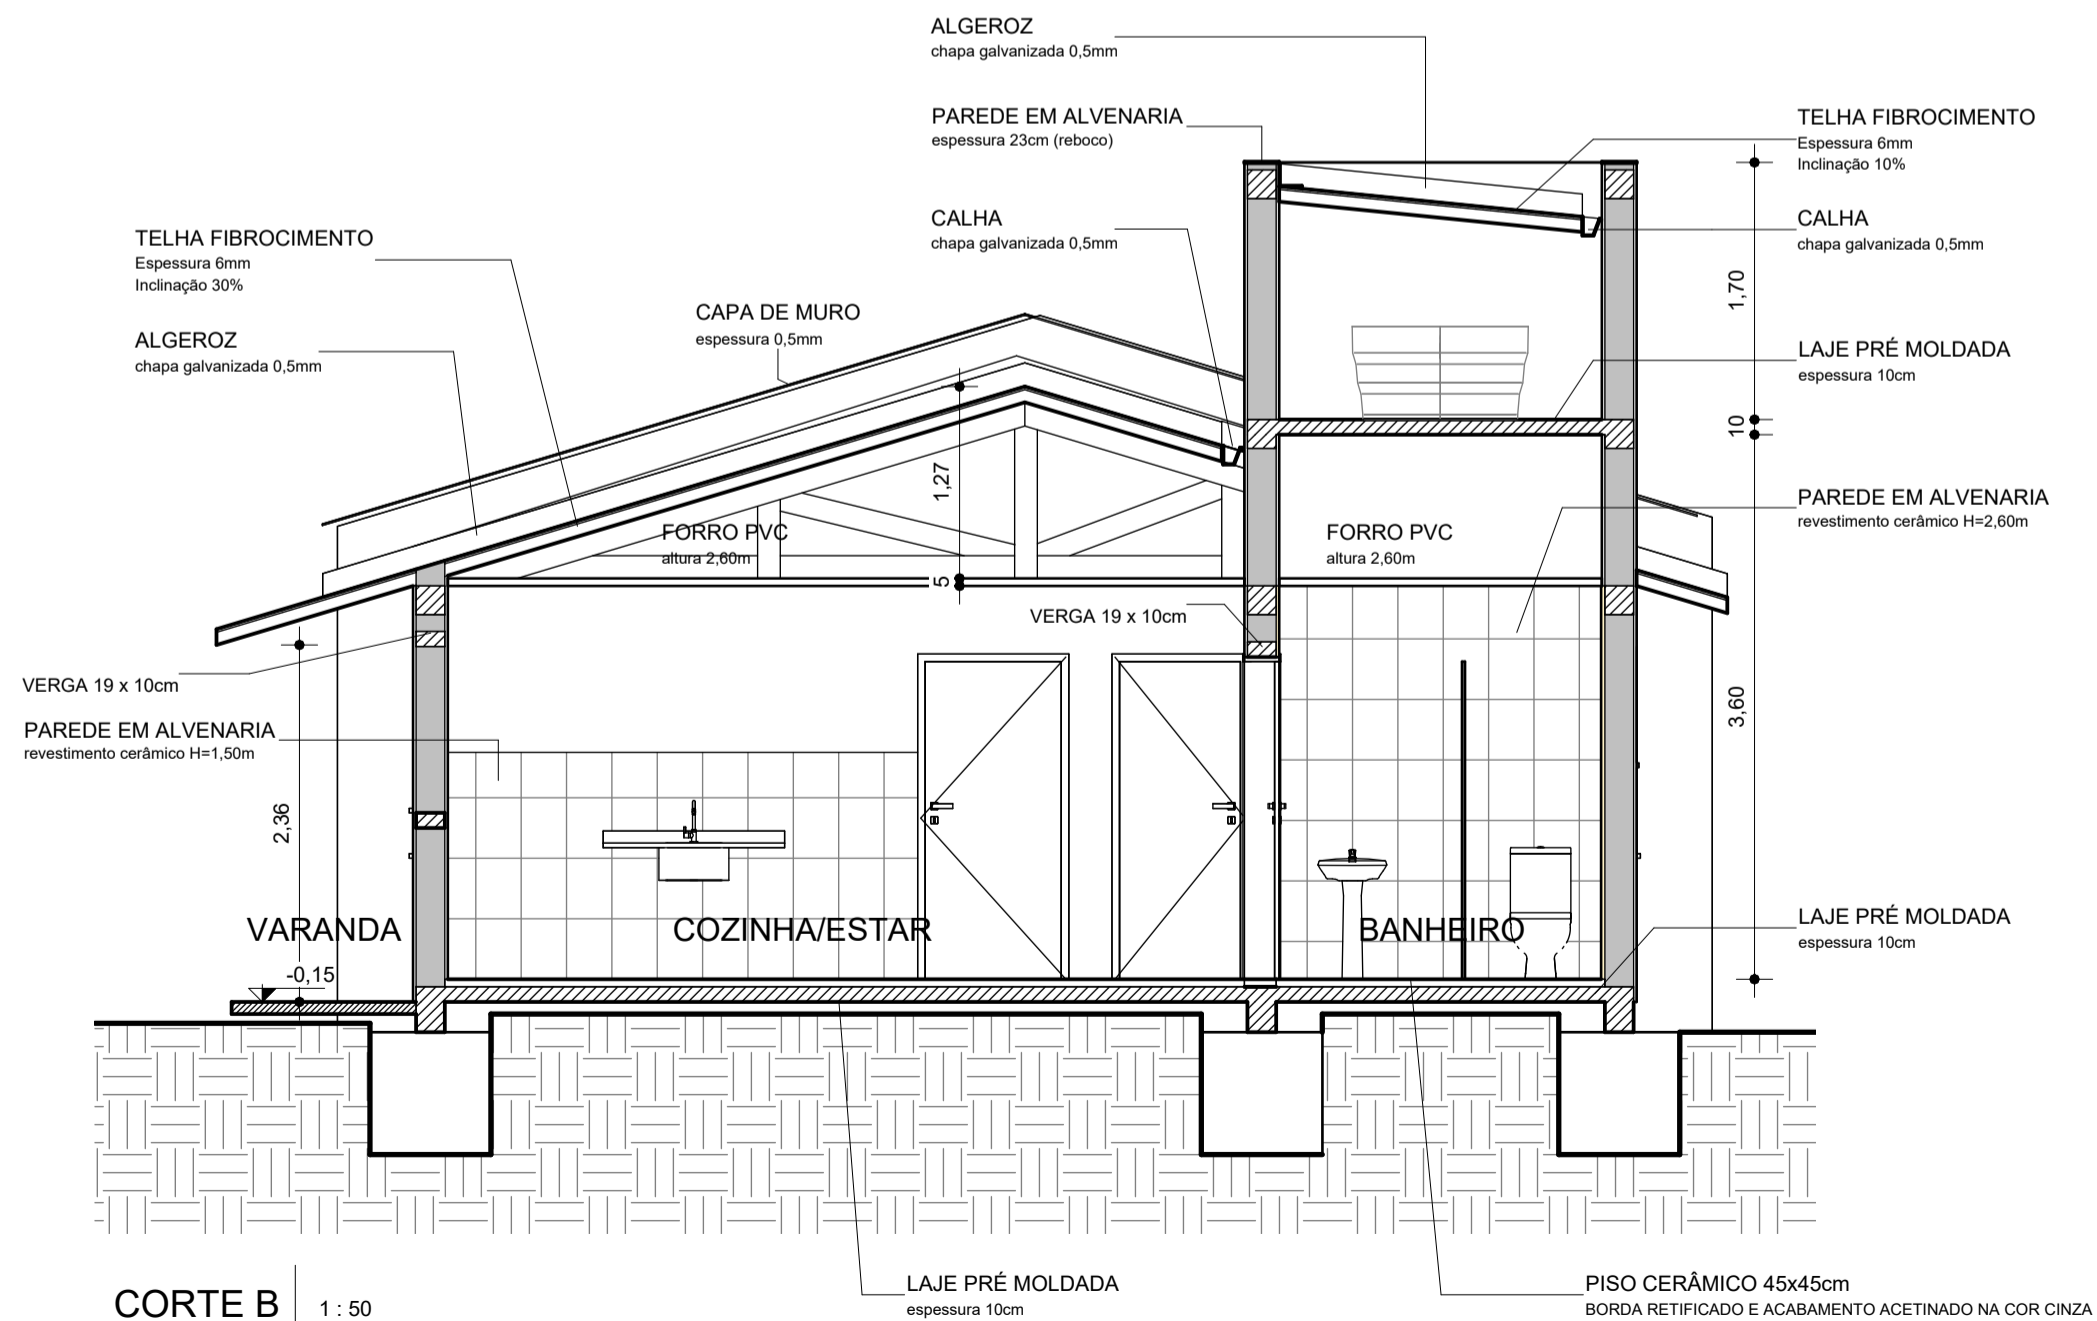 ALGEROZ
chapa galvanizada 0,5mm
PAREDE EM ALVENARIA
espessura 23cm (reboco)
TELHA FIBROCIMENTO
Espessura 6mm
Inclinação 10%
CALHA
chapa galvanizada 0,5mm
CALHA
chapa galvanizada 0,5mm
TELHA FIBROCIMENTO
Espessura 6mm
Inclinação 30%
1,70
CAPA DE MURO
espessura 0,5mm
ALGEROZ
chapa galvanizada 0,5mm
LAJE PRÉ MOLDADA
espessura 10cm
10
1,27
PAREDE EM ALVENARIA
revestimento cerâmico H=2,60m
FORRO PVC
altura 2,60m
FORRO PVC
altura 2,60m
5
VERGA 19 x 10cm
VERGA 19 x 10cm
3,60
PAREDE EM ALVENARIA
revestimento cerâmico H=1,50m
2,36
VARANDA
COZINHA/ESTAR
BANHEIRO
LAJE PRÉ MOLDADA
espessura 10cm
-0,15
CORTE B
1 : 50
LAJE PRÉ MOLDADA
espessura 10cm
PISO CERÂMICO 45x45cm
BORDA RETIFICADO E ACABAMENTO ACETINADO NA COR CINZA